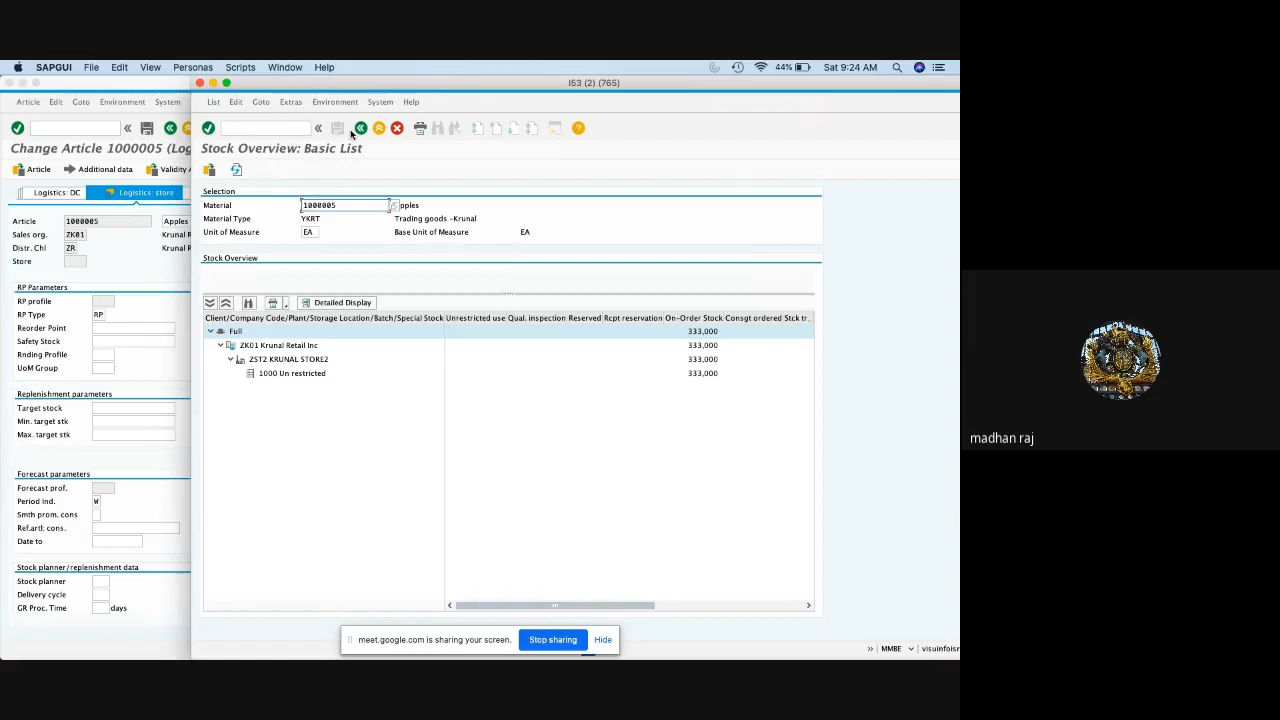 SAPGUI File Edit View Personas Scripts Window Help 44% Sat 9:24 AM
I53 (2) (765)
Article Edit Goto Environment System
List Edit Goto Extras Environment System Help
Change Article 1000005 (Log
Stock Overview: Basic List
Article Additional data Validity A
Logistics: DC Logistics: store
Article 1000005 Apples
Sales org. ZK01 Krunal R
Distr. Chl ZR Krunal R
Store
RP Parameters
RP profile
RP Type RP
Reorder Point
Safety Stock
Rnding Profile
UoM Group
Replenishment parameters
Target stock
Min. target stk
Max. target stk
Forecast parameters
Forecast prof.
Period Ind. W
Smth prom. cons
Ref.artl: cons.
Date to
Stock planner/replenishment data
Stock planner
Delivery cycle
GR Proc. Time days
Selection
Material 1000005 pples
Material Type YKRT Trading goods -Krunal
Unit of Measure EA Base Unit of Measure EA
Stock Overview
Detailed Display
Client/Company Code/Plant/Storage Location/Batch/Special Stock Unrestricted use Qual. inspection Reserved Rcpt reservation On-Order Stock Consgt ordered Stck tr.
Full 333,000
ZK01 Krunal Retail Inc 333,000
ZST2 KRUNAL STORE2 333,000
1000 Un restricted 333,000
meet.google.com is sharing your screen. Stop sharing Hide
MMBE visuinfoisr
madhan raj